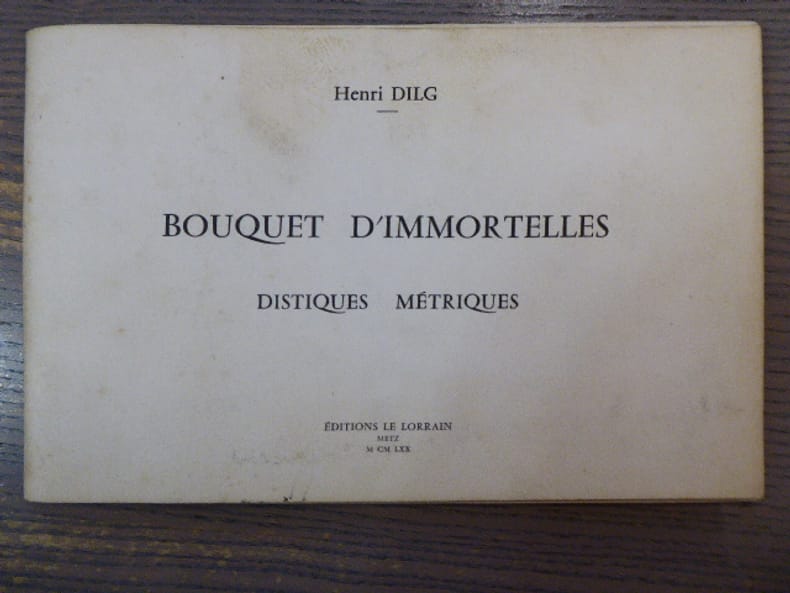 Henri DILG
BOUQUET D'IMMORTELLES
DISTIQUES MÉTRIQUES
ÉDITIONS LE LORRAIN
METZ
M CM LXX